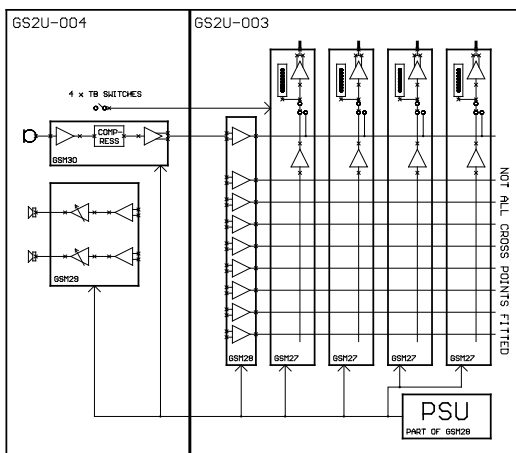 GS2U-004
GS2U-003
4 x TB SWITCHES
COMP-
RESS
GSM30
GSM29
GSM28
GSM27
GSM27
GSM27
GSM27
NOT ALL CROSS POINTS FITTED
PSU
PART OF GSM28